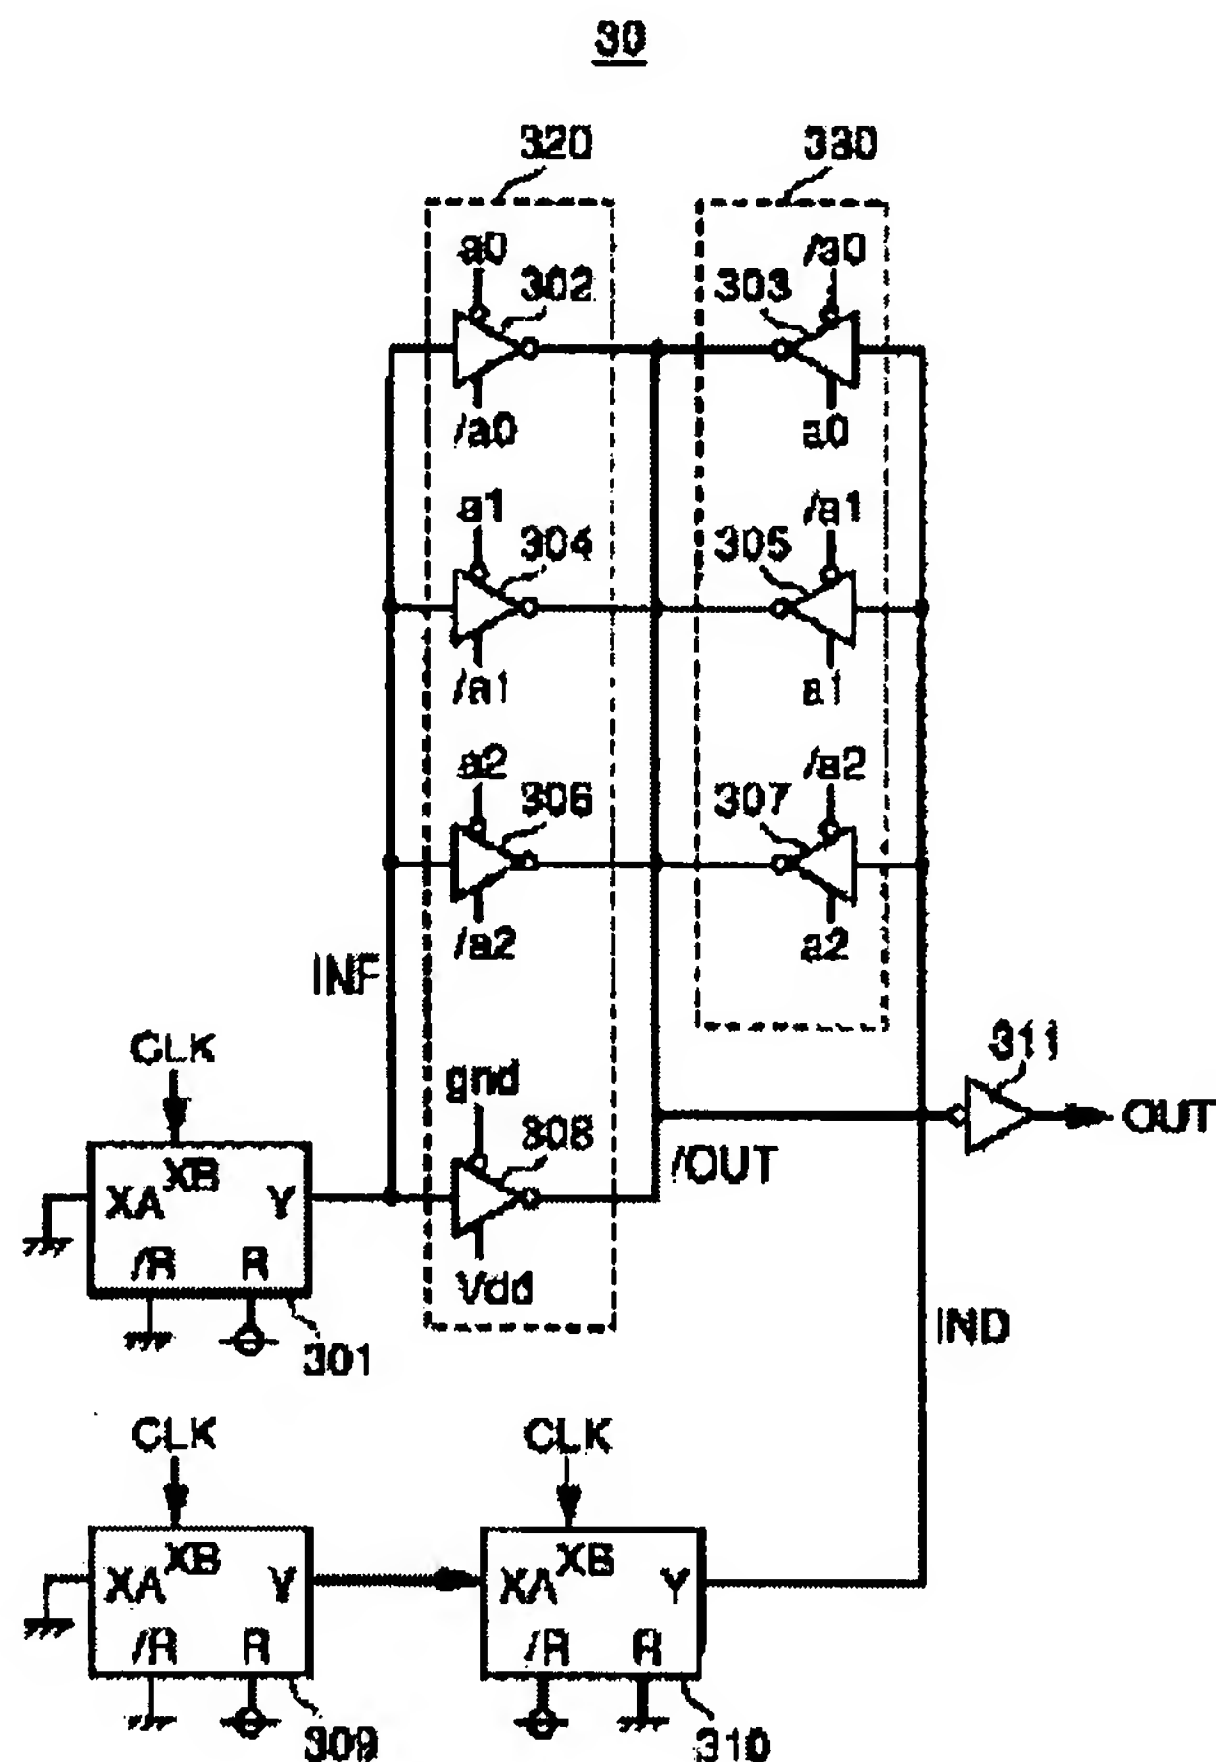 30
320 330
a0 /a0
302 303
/a0 a0
a1 /a1
304 305
/a1 a1
a2 /a2
306 307
/a2 a2
INF
CLK gnd 311
308 OUT
XB /OUT
XA Y
/R R Vdd
301 IND
CLK CLK
XB XB
XA Y XA Y
/R R /R R
309 310